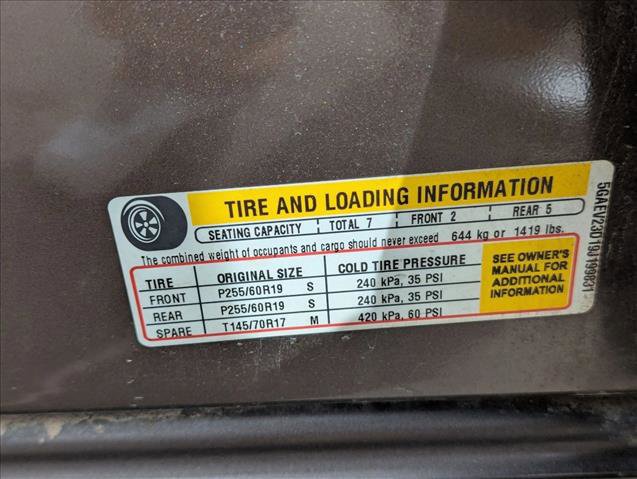 TIRE AND LOADING INFORMATION
SEATING CAPACITY TOTAL 7 FRONT 2 REAR 5
The combined weight of occupants and cargo should never exceed 644 kg or 1419 lbs.
TIRE ORIGINAL SIZE COLD TIRE PRESSURE
FRONT P255/60R19 S 240 kPa, 35 PSI
REAR P255/60R19 S 240 kPa, 35 PSI
SPARE T145/70R17 M 420 kPa, 60 PSI
SEE OWNER'S
MANUAL FOR
ADDITIONAL
INFORMATION